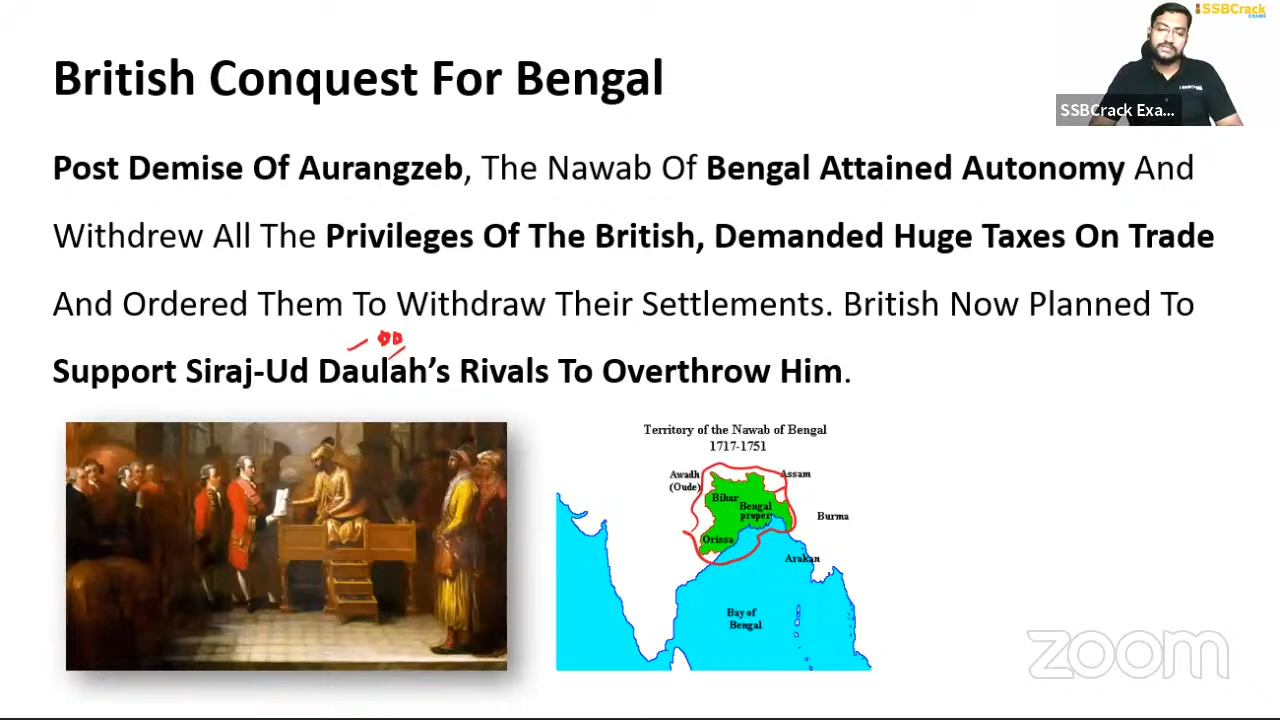 SSBCrack
EXAMS
British Conquest For Bengal
SSBCrack Exa...
Post Demise Of Aurangzeb, The Nawab Of Bengal Attained Autonomy And
Withdrew All The Privileges Of The British, Demanded Huge Taxes On Trade
And Ordered Them To Withdraw Their Settlements. British Now Planned To
Support Siraj-Ud Daulah's Rivals To Overthrow Him.
Territory of the Nawab of Bengal
1717-1751
Awadh
(Oude)
Assam
Bihar
Bengal
proper
Burma
Orissa
Arakan
Bay of
Bengal
zoom